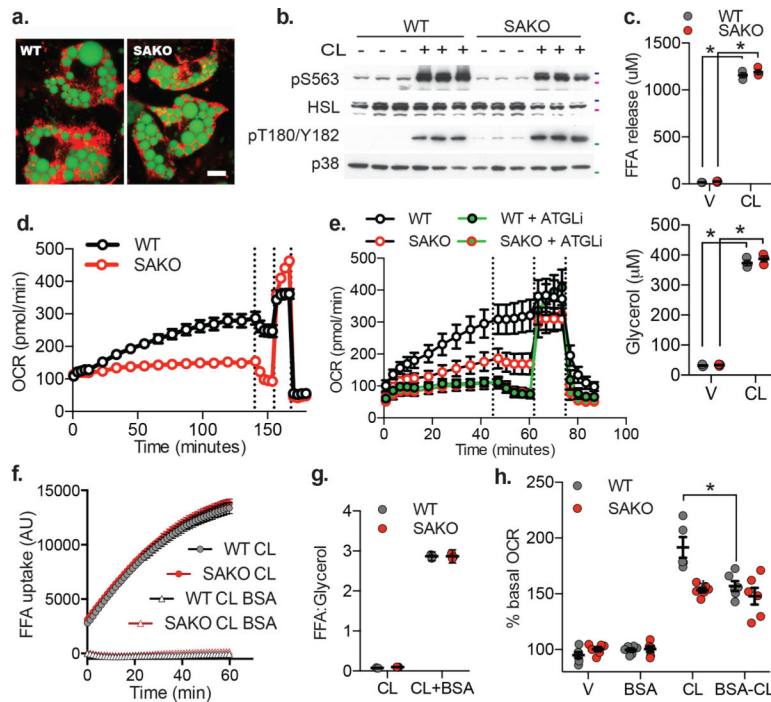 a.
WT
SAKO
b.
WT SAKO
CL - - - + + + - - - + + +
pS563
HSL
pT180/Y182
p38
c.
WT
SAKO
FFA release (uM)
1500
1000
500
0
* *
V CL
Glycerol (µM)
600
400
200
0
* *
V CL
d.
WT
SAKO
OCR (pmol/min)
500
400
300
200
100
0
0 50 100 150
Time (minutes)
e.
WT WT + ATGLi
SAKO SAKO + ATGLi
OCR (pmol/min)
500
400
300
200
100
0
0 20 40 60 80 100
Time (minutes)
f.
FFA uptake (AU)
15000
10000
5000
0
WT CL
SAKO CL
WT CL BSA
SAKO CL BSA
0 20 40 60
Time (min)
g.
WT
SAKO
FFA:Glycerol
4
3
2
1
0
CL CL+BSA
h.
WT
SAKO
% basal OCR
250
200
150
100
*
V BSA CL BSA-CL